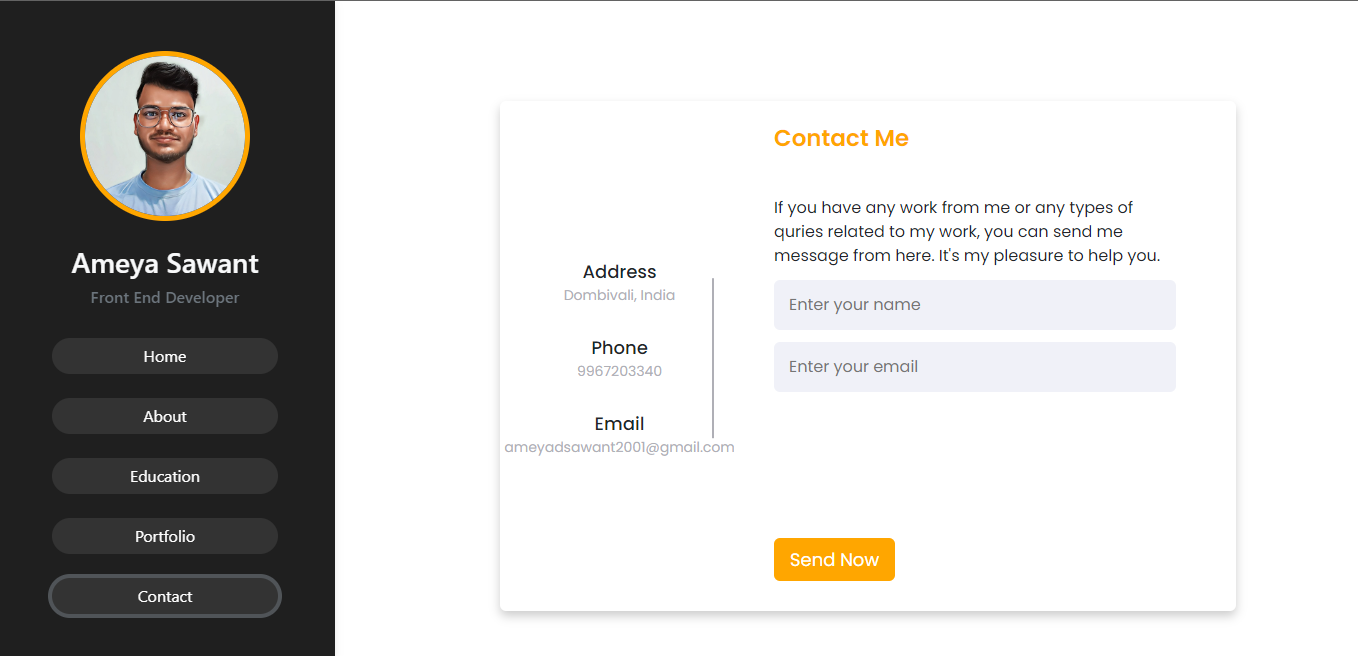 Ameya Sawant
Front End Developer
Home
About
Education
Portfolio
Contact
Address
Dombivali, India
Phone
9967203340
Email
ameyadsawant2001@gmail.com
Contact Me
If you have any work from me or any types of
quries related to my work, you can send me
message from here. It's my pleasure to help you.
Enter your name
Enter your email
Send Now